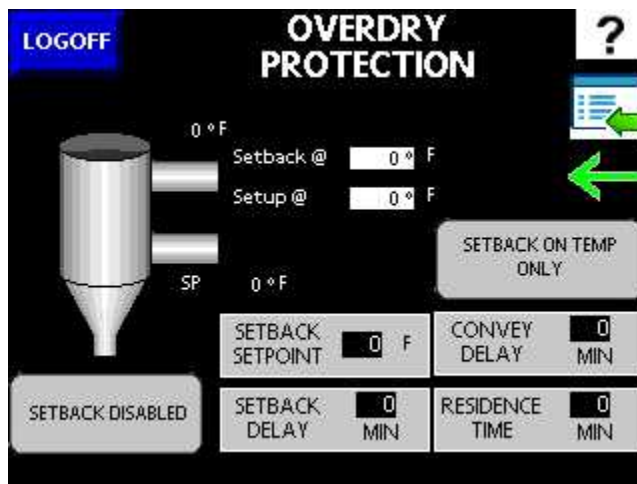 LOGOFF
OVERDRY
PROTECTION
?
0 °F
Setback @ 0° F
Setup @ 0° F
SETBACK ON TEMP
ONLY
SP 0 °F
SETBACK
SETPOINT
0 F
CONVEY
DELAY
0
MIN
SETBACK DISABLED
SETBACK
DELAY
0
MIN
RESIDENCE
TIME
0
MIN